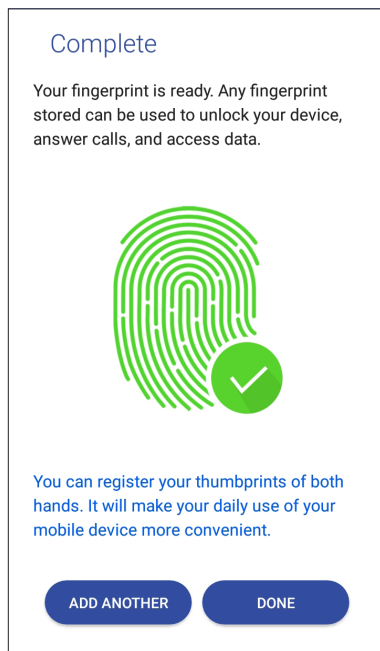 Complete
Your fingerprint is ready. Any fingerprint
stored can be used to unlock your device,
answer calls, and access data.
You can register your thumbprints of both
hands. It will make your daily use of your
mobile device more convenient.
ADD ANOTHER DONE